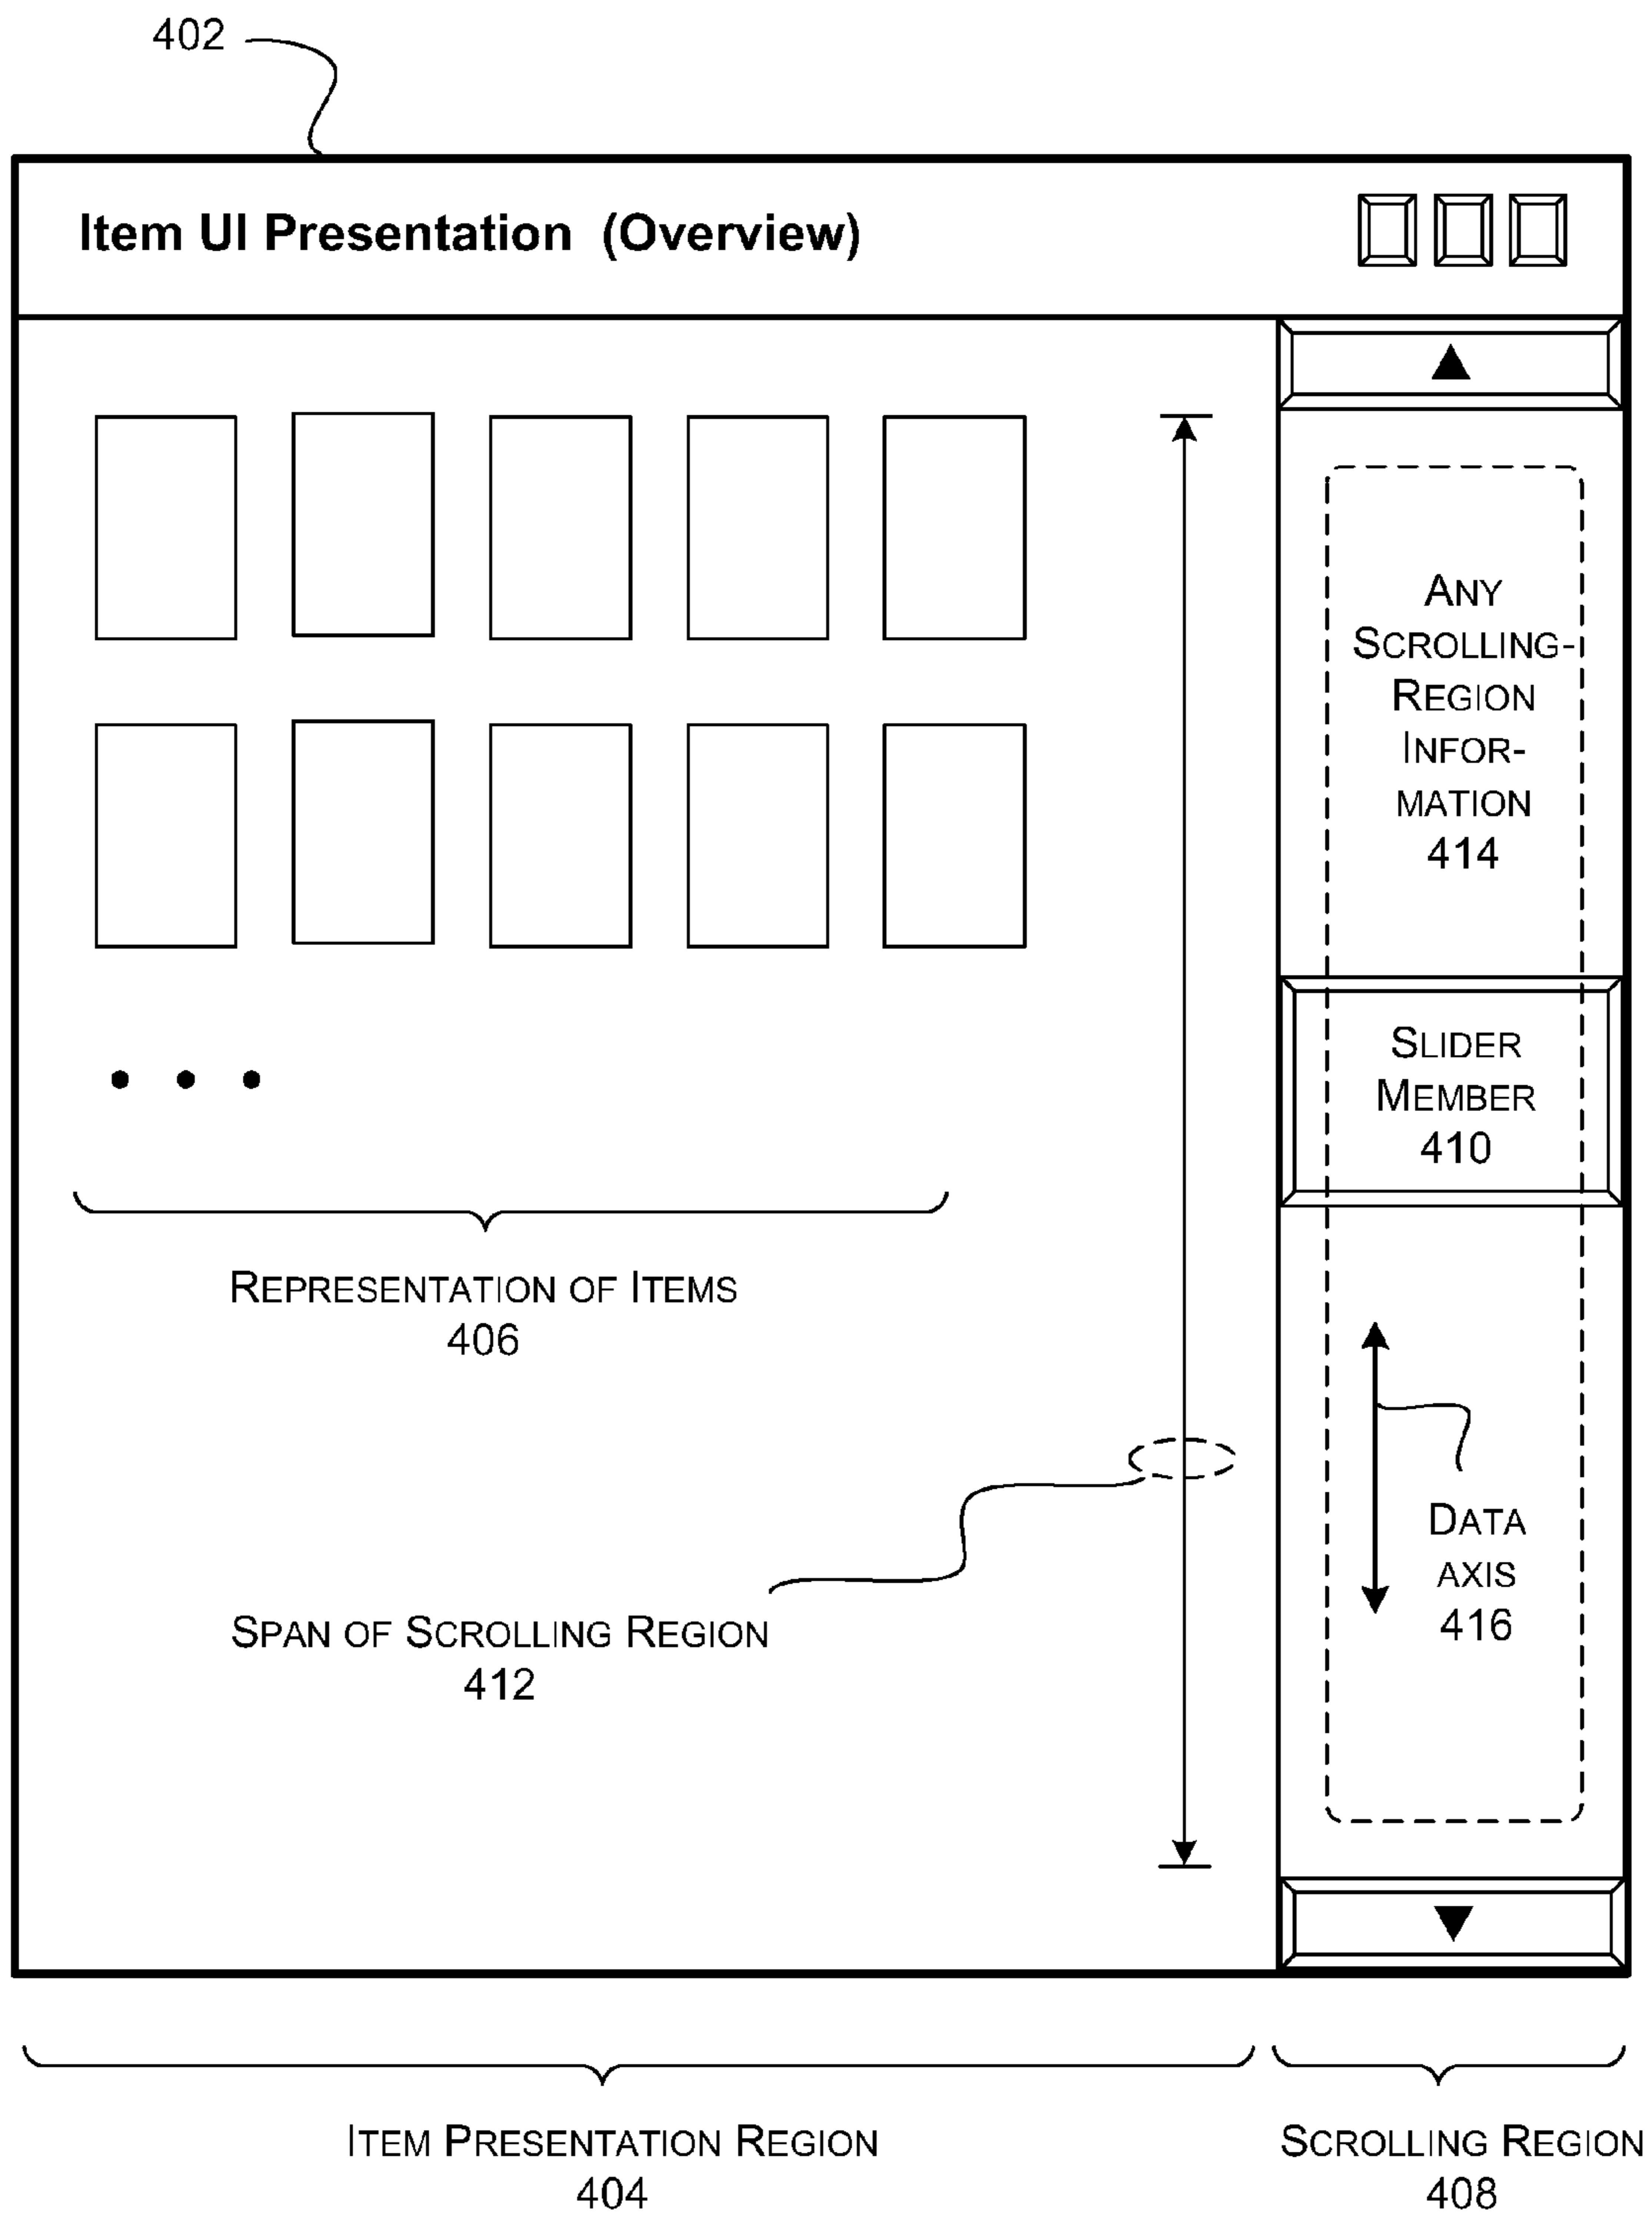 402
Item UI Presentation (Overview)
ANY
SCROLLING-
REGION
INFOR-
MATION
414
SLIDER
MEMBER
410
REPRESENTATION OF ITEMS
406
DATA
AXIS
416
SPAN OF SCROLLING REGION
412
ITEM PRESENTATION REGION
404
SCROLLING REGION
408